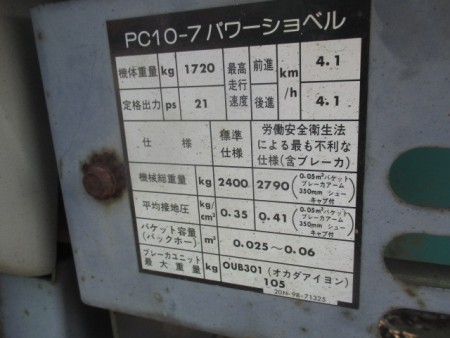 PC10-7パワーショベル
機体重量 kg 1720 最高走行速度 前進 km/h 4.1
定格出力 ps 21 後進 4.1
仕様 標準仕様 労働安全衛生法による最も不利な仕様(含ブレーカ)
機械総重量 kg 2400 2790 (0.05m³バケット ブレーカアーム 250mm シュー キャブ付)
平均接地圧 kg/cm² 0.35 0.41 (0.05m³バケット ブレーカアーム 250mm シュー キャブ付)
バケット容量(バックホー) m³ 0.025〜0.06
ブレーカユニット最大重量 kg OUB301 (オカダアイヨン) 105
20H-98-71325